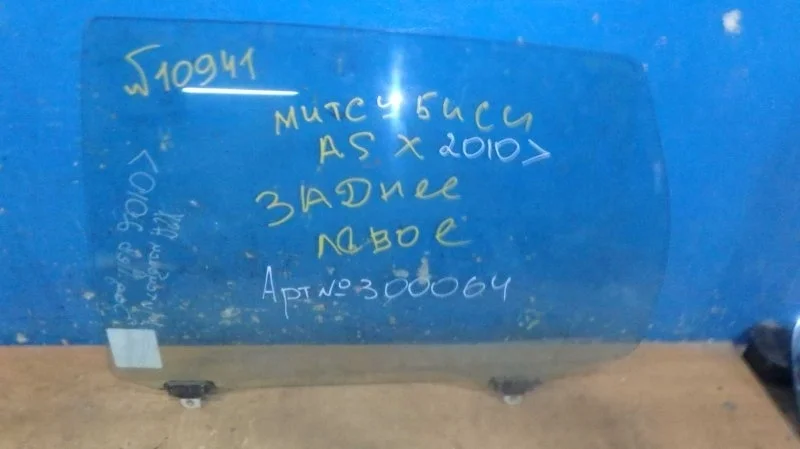 №10941
МИТСУБИСИ
ASX 2010>
ЗАДНЕЕ
ЛЕВОЕ
Арт№300064